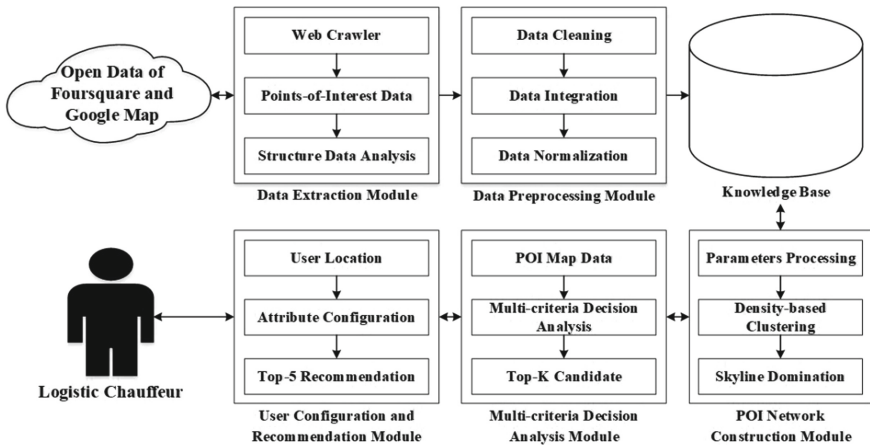 Open Data of
Foursquare and
Google Map
Web Crawler
Points-of-Interest Data
Structure Data Analysis
Data Extraction Module
Data Cleaning
Data Integration
Data Normalization
Data Preprocessing Module
Knowledge Base
Logistic Chauffeur
User Location
Attribute Configuration
Top-5 Recommendation
User Configuration and
Recommendation Module
POI Map Data
Multi-criteria Decision
Analysis
Top-K Candidate
Multi-criteria Decision
Analysis Module
Parameters Processing
Density-based
Clustering
Skyline Domination
POI Network
Construction Module